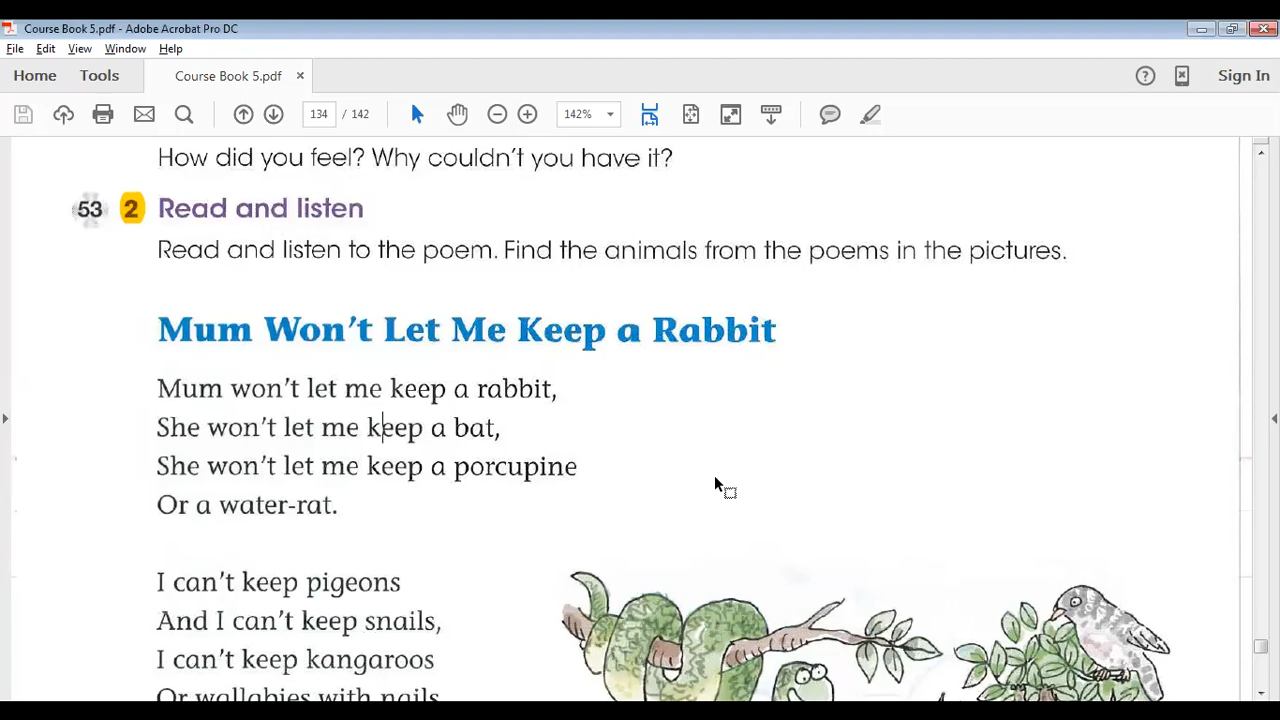 Course Book 5.pdf - Adobe Acrobat Pro DC
File Edit View Window Help
Home Tools Course Book 5.pdf × Sign In
134 / 142 142%
How did you feel? Why couldn't you have it?
53 2 Read and listen
Read and listen to the poem. Find the animals from the poems in the pictures.
Mum Won't Let Me Keep a Rabbit
Mum won't let me keep a rabbit,
She won't let me keep a bat,
She won't let me keep a porcupine
Or a water-rat.
I can't keep pigeons
And I can't keep snails,
I can't keep kangaroos
Or wallabies with nails